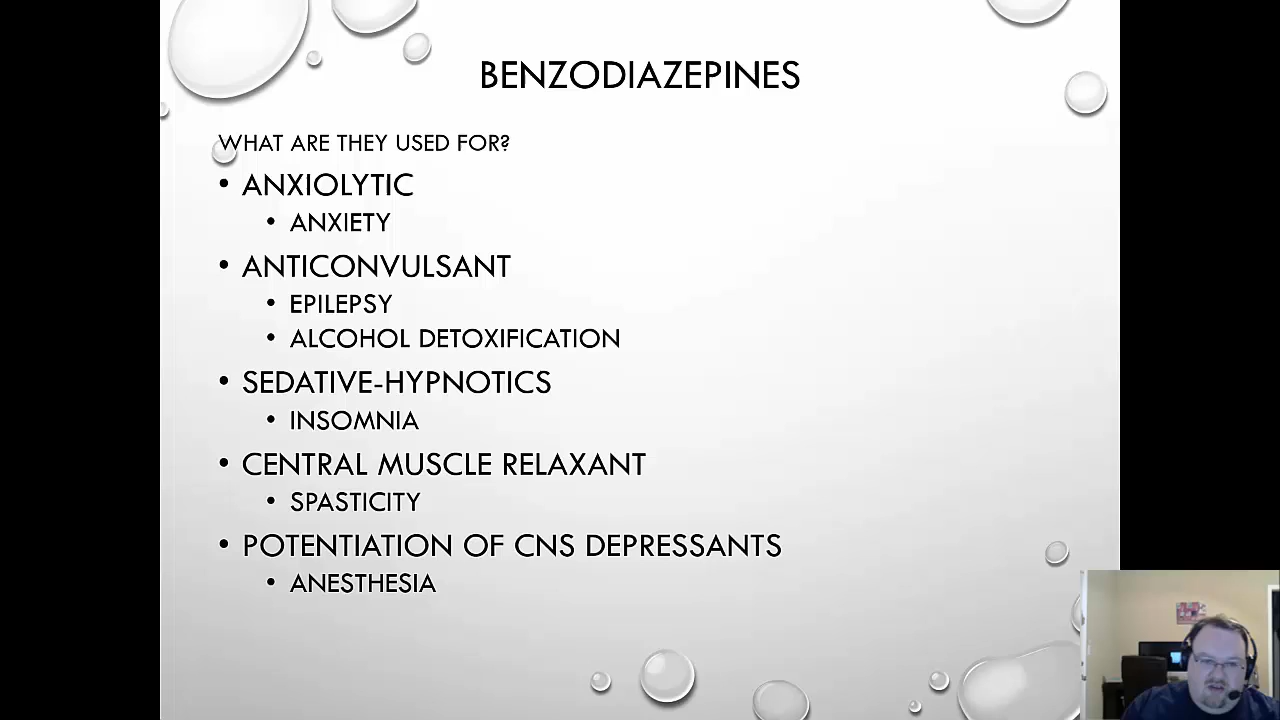 BENZODIAZEPINES
WHAT ARE THEY USED FOR?
• ANXIOLYTIC
• ANXIETY
• ANTICONVULSANT
• EPILEPSY
• ALCOHOL DETOXIFICATION
• SEDATIVE-HYPNOTICS
• INSOMNIA
• CENTRAL MUSCLE RELAXANT
• SPASTICITY
• POTENTIATION OF CNS DEPRESSANTS
• ANESTHESIA